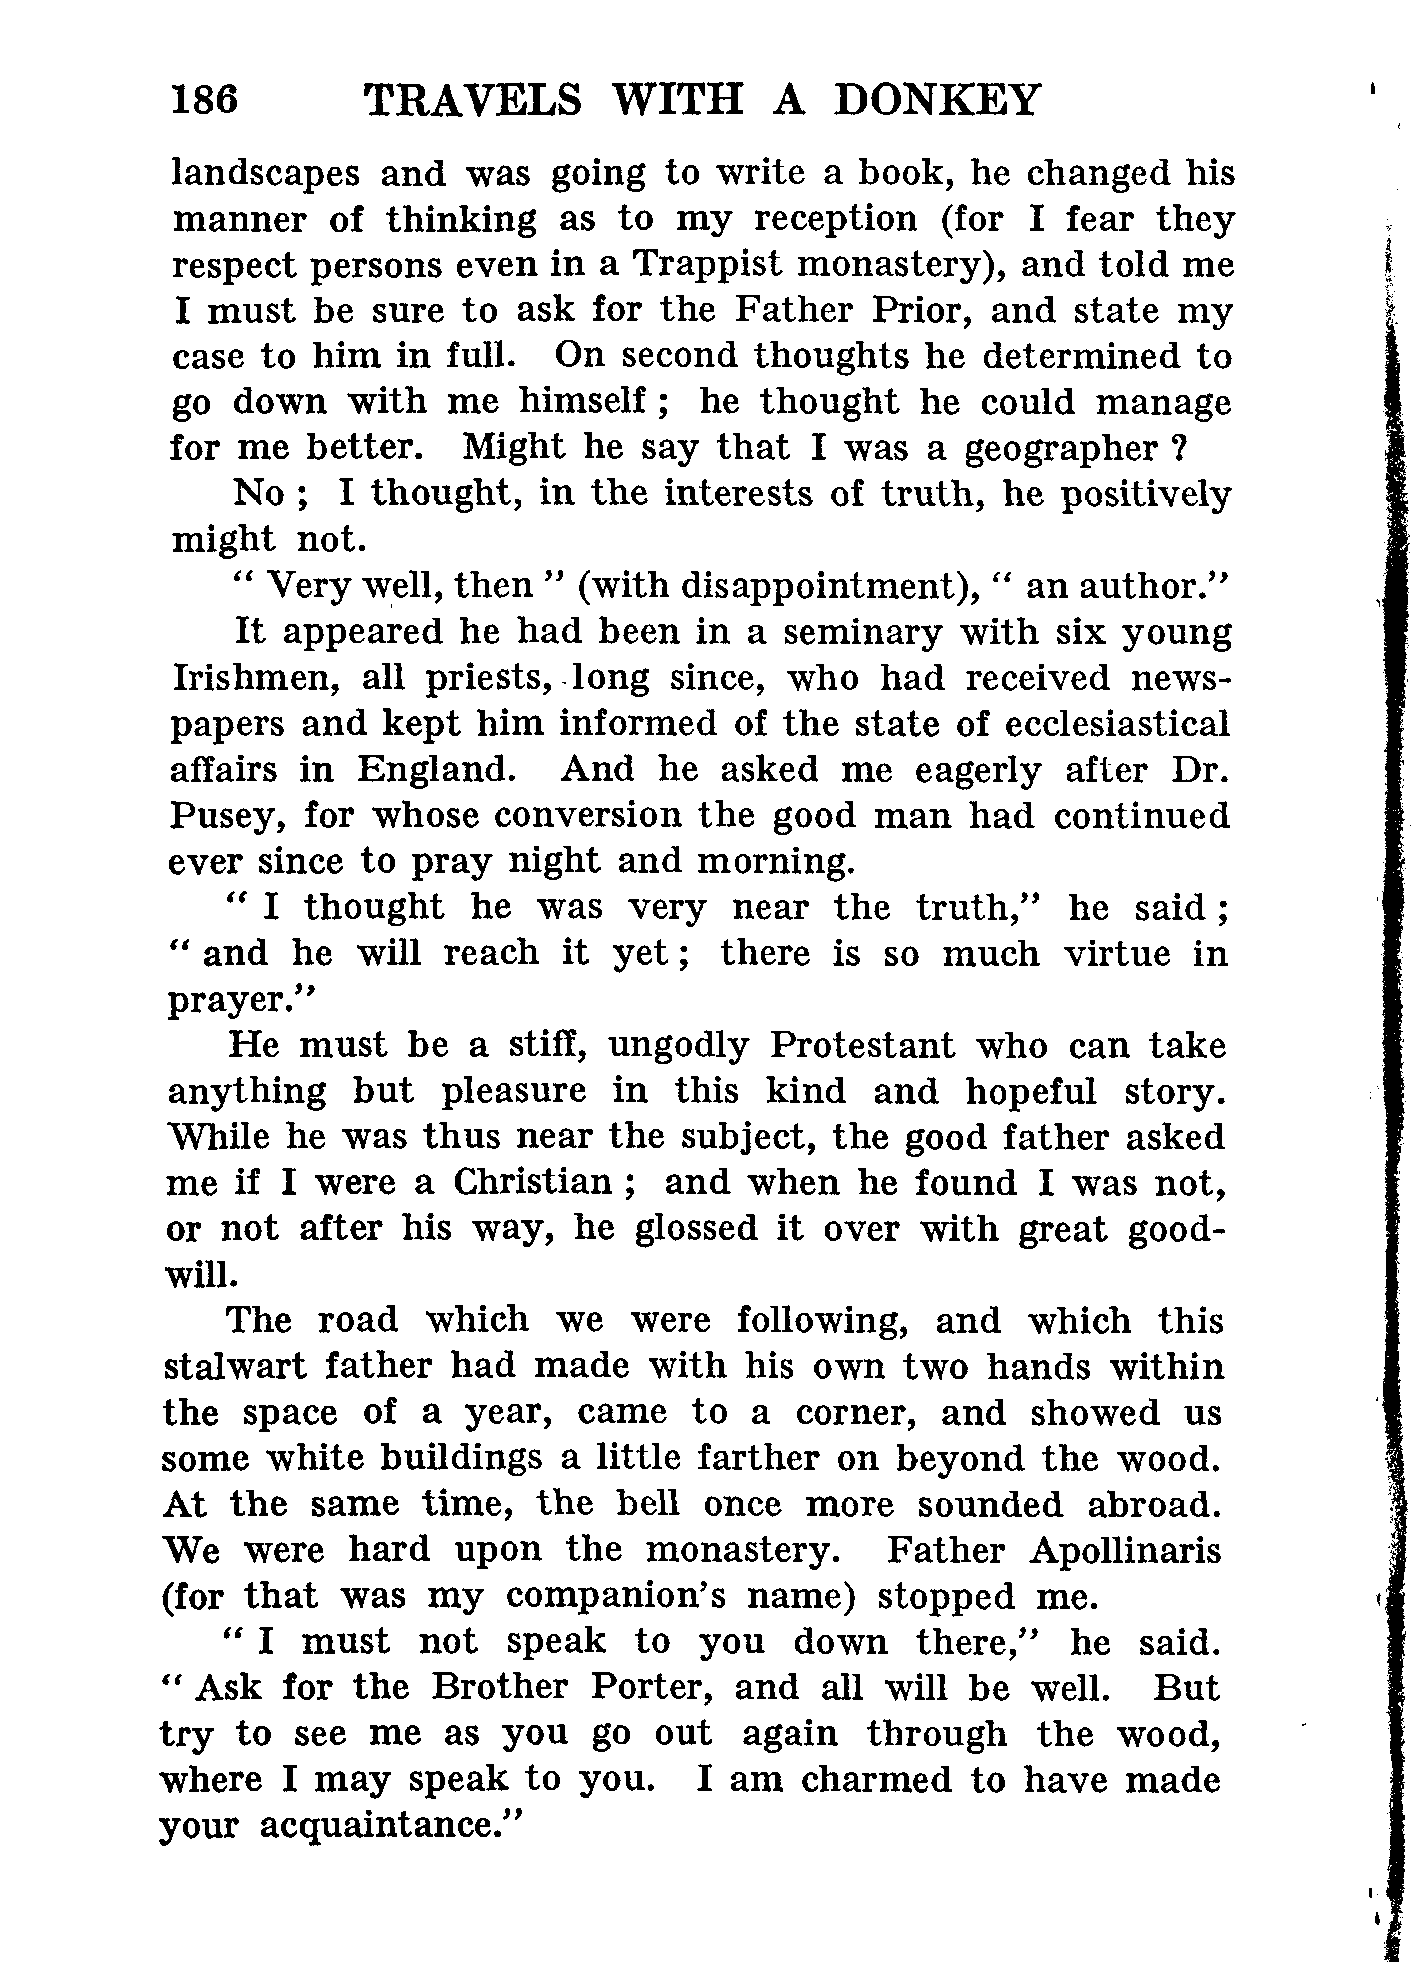 186 TRAVELS WITH A DONKEY
landscapes and was going to write a book, he changed his
manner of thinking as to my reception (for I fear they
respect persons even in a Trappist monastery), and told me
I must be sure to ask for the Father Prior, and state my
case to him in full. On second thoughts he determined to
go down with me himself ; he thought he could manage
for me better. Might he say that I was a geographer ?
No ; I thought, in the interests of truth, he positively
might not.
“ Very well, then ” (with disappointment), “ an author.”
It appeared he had been in a seminary with six young
Irishmen, all priests, long since, who had received news-
papers and kept him informed of the state of ecclesiastical
affairs in England. And he asked me eagerly after Dr.
Pusey, for whose conversion the good man had continued
ever since to pray night and morning.
“ I thought he was very near the truth,” he said ;
“ and he will reach it yet ; there is so much virtue in
prayer.”
He must be a stiff, ungodly Protestant who can take
anything but pleasure in this kind and hopeful story.
While he was thus near the subject, the good father asked
me if I were a Christian ; and when he found I was not,
or not after his way, he glossed it over with great good-
will.
The road which we were following, and which this
stalwart father had made with his own two hands within
the space of a year, came to a corner, and showed us
some white buildings a little farther on beyond the wood.
At the same time, the bell once more sounded abroad.
We were hard upon the monastery. Father Apollinaris
(for that was my companion’s name) stopped me.
“ I must not speak to you down there,” he said.
“ Ask for the Brother Porter, and all will be well. But
try to see me as you go out again through the wood,
where I may speak to you. I am charmed to have made
your acquaintance.”